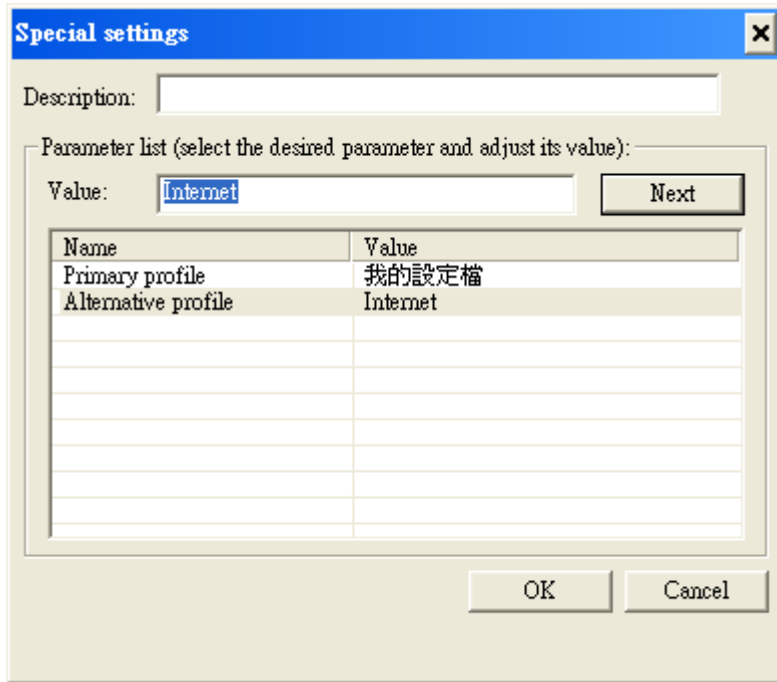 Special settings
Description:
Parameter list (select the desired parameter and adjust its value):
Value: Internet Next
Name Value
Primary profile 我的設定檔
Alternative profile Internet
OK Cancel